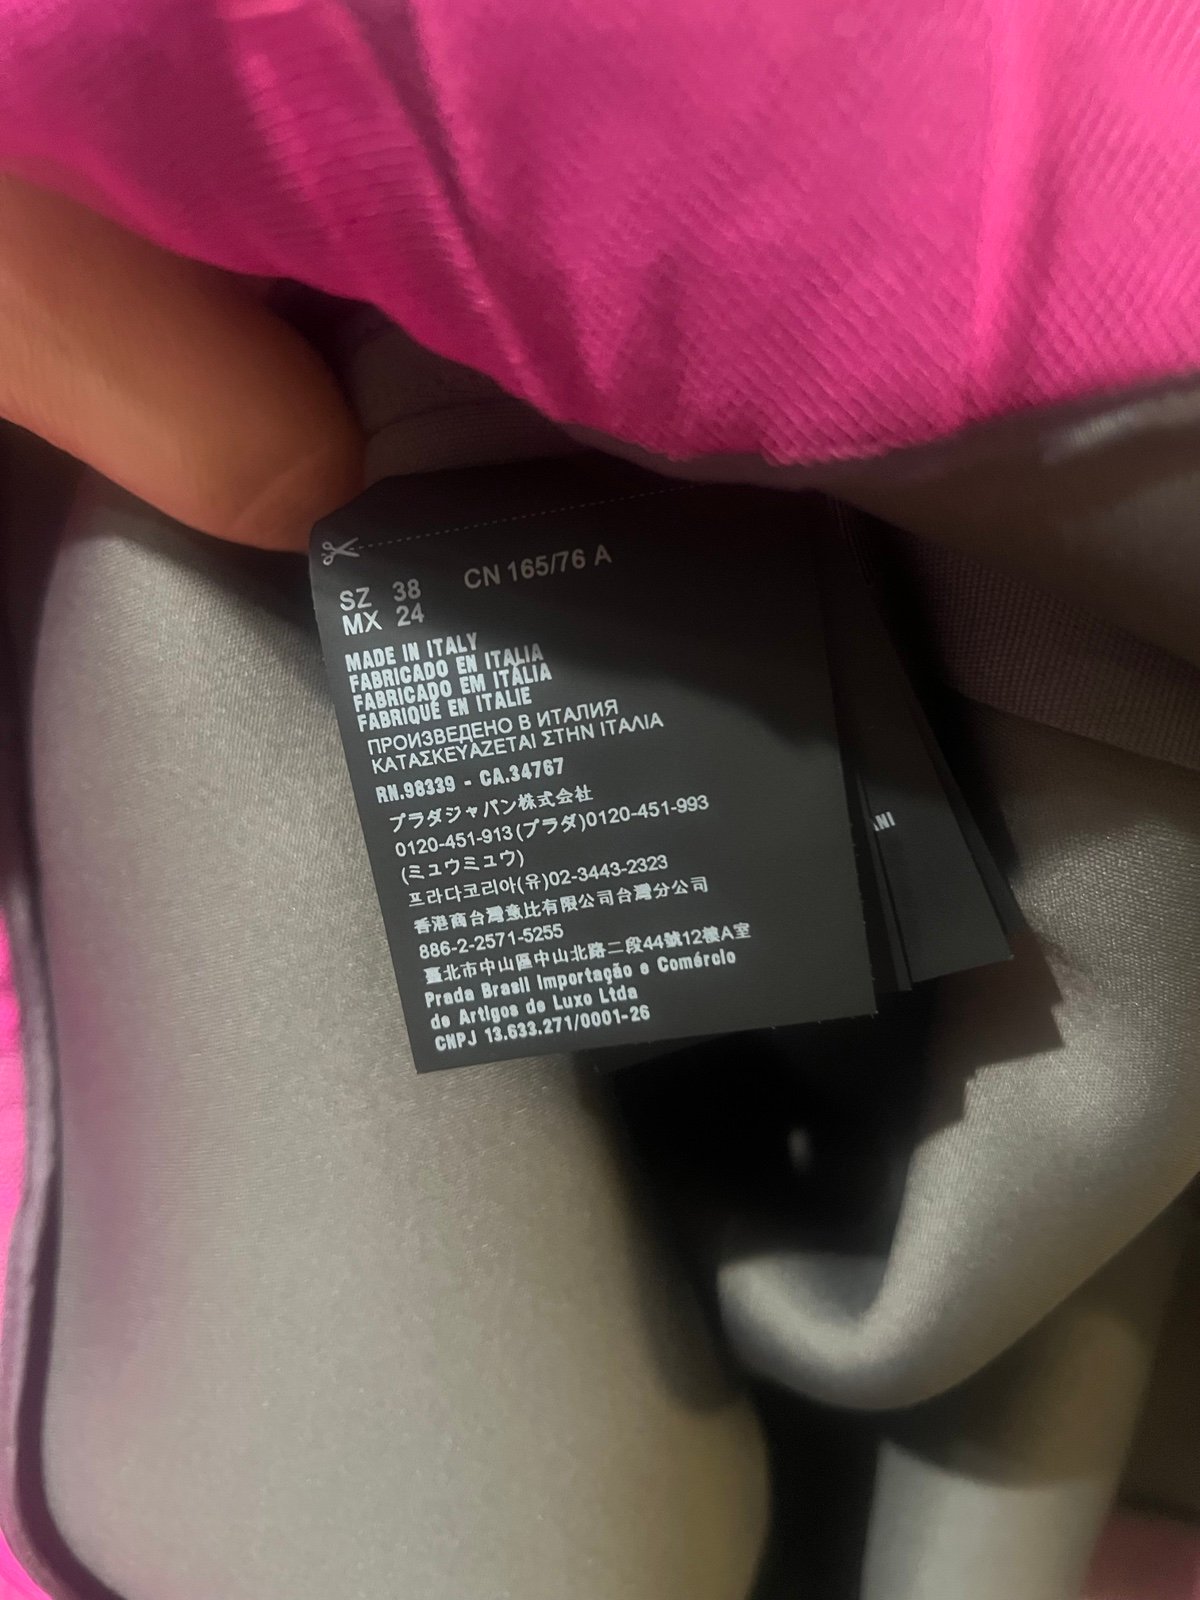 SZ 38 CN 165/76 A
MX 24
MADE IN ITALY
FABRICADO EN ITALIA
FABRICADO EM ITÁLIA
FABRIQUÉ EN ITALIE
ПРОИЗВЕДЕНО В ИТАЛИЯ
ΚΑΤΑΣΚΕΥΑΖΕΤΑΙ ΣΤΗΝ ΙΤΑΛΙΑ
RN.98339 - CA.34767
プラダジャパン株式会社
0120-451-913(プラダ)0120-451-993
(ミュウミュウ)
프라다코리아(유)02-3443-2323
香港商台灣意比有限公司台灣分公司
886-2-2571-5255
臺北市中山區中山北路二段44號12樓A室
Prada Brasil Importação e Comércio
de Artigos de Luxo Ltda
CNPJ 13.633.271/0001-26